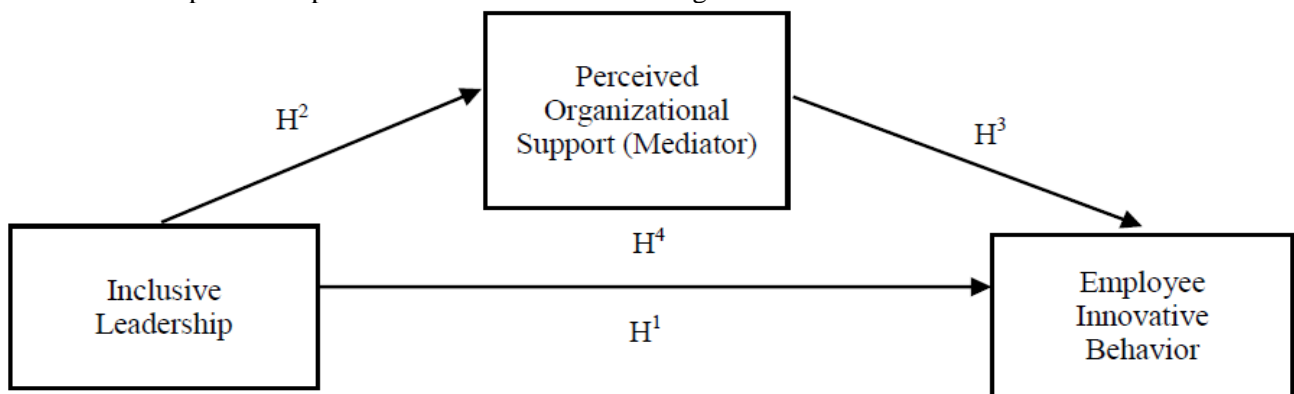 Perceived
Organizational
Support (Mediator)
H²
H³
H⁴
Inclusive
Leadership
H¹
Employee
Innovative
Behavior